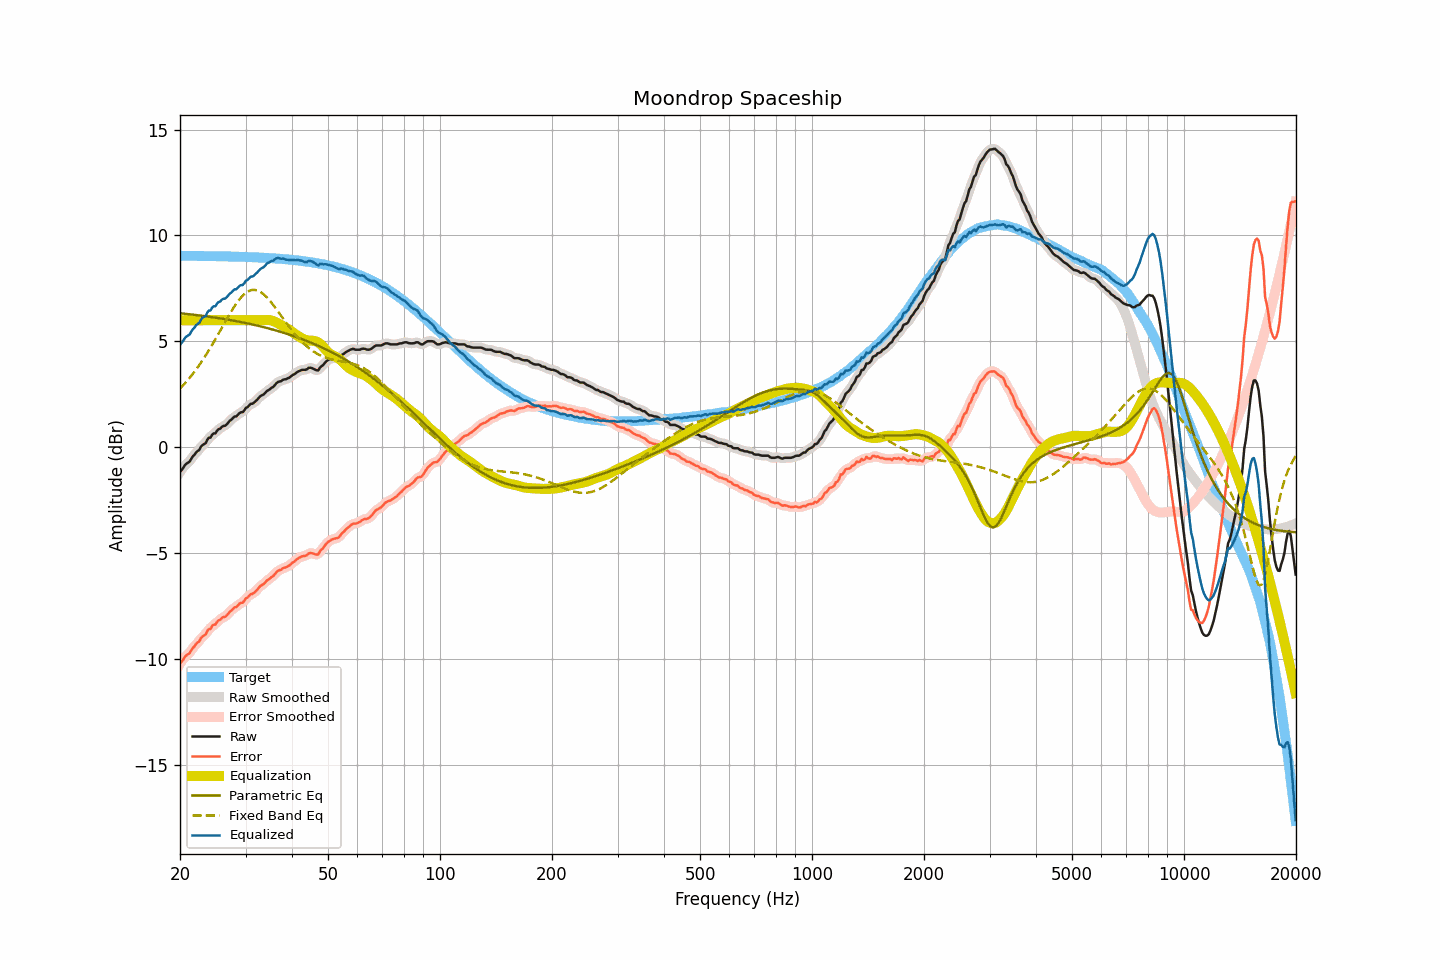 Moondrop Spaceship
Amplitude (dBr)
15
10
5
0
−5
−10
−15
Target
Raw Smoothed
Error Smoothed
Raw
Error
Equalization
Parametric Eq
Fixed Band Eq
Equalized
20 50 100 200 500 1000 2000 5000 10000 20000
Frequency (Hz)